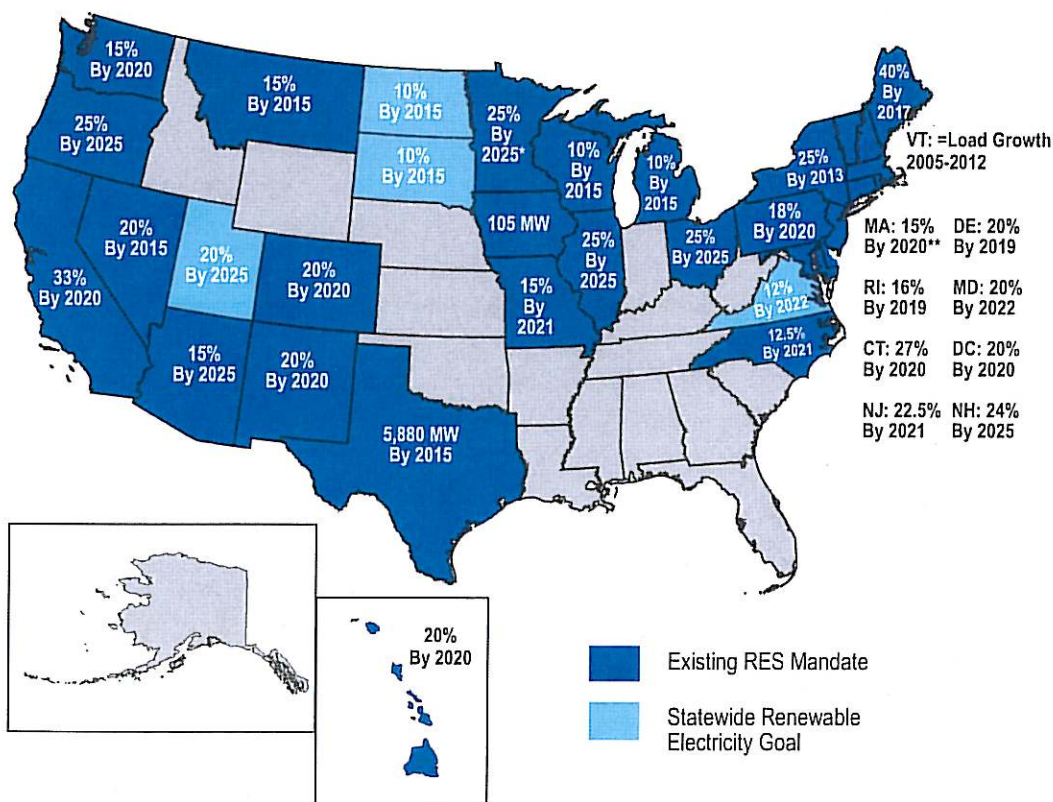 15%
By 2020
25%
By 2025
15%
By 2015
10%
By 2015
10%
By 2015
25%
By
2025*
10%
By
2015
10%
By
2015
40%
By
2017
VT: =Load Growth
2005-2012
25%
By 2013
18%
By 2020
33%
By 2020
20%
By 2015
20%
By 2025
20%
By 2020
105 MW
15%
By
2021
25%
By
2025
25%
By 2025
12%
By 2022
12.5%
By 2021
15%
By 2025
20%
By 2020
5,880 MW
By 2015
MA: 15% DE: 20%
By 2020** By 2019
RI: 16% MD: 20%
By 2019 By 2022
CT: 27% DC: 20%
By 2020 By 2020
NJ: 22.5% NH: 24%
By 2021 By 2025
20%
By 2020
Existing RES Mandate
Statewide Renewable
Electricity Goal